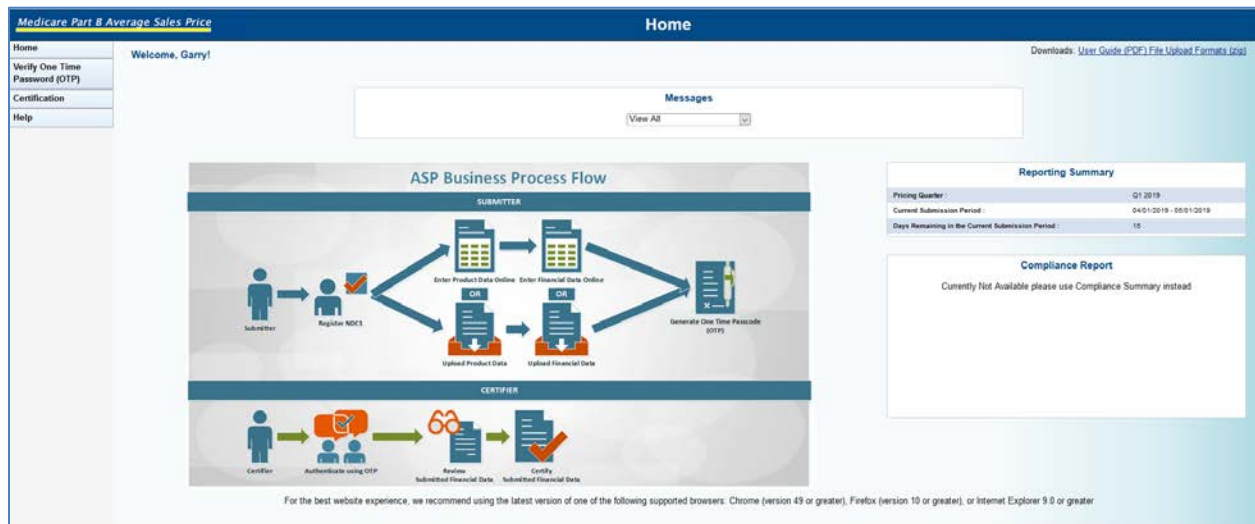 Medicare Part B Average Sales Price
Home
Home
Verify One Time
Password (OTP)
Certification
Help
Welcome, Garry!
Downloads: User Guide (PDF) File Upload Formats (zip)
Messages
View All
ASP Business Process Flow
SUBMITTER
Submitter
Register NDC1
Enter Product Data Online
Enter Financial Data Online
OR
OR
Upload Product Data
Upload Financial Data
Generate One Time Passcode
(OTP)
CERTIFIER
Certifier
Authenticate using OTP
Review
Submitted Financial Data
Certify
Submitted Financial Data
Reporting Summary
Pricing Quarter : Q1 2019
Current Submission Period : 04/01/2019 - 05/01/2019
Days Remaining in the Current Submission Period : 15
Compliance Report
Currently Not Available please use Compliance Summary instead
For the best website experience, we recommend using the latest version of one of the following supported browsers: Chrome (version 49 or greater), Firefox (version 10 or greater), or Internet Explorer 9.0 or greater